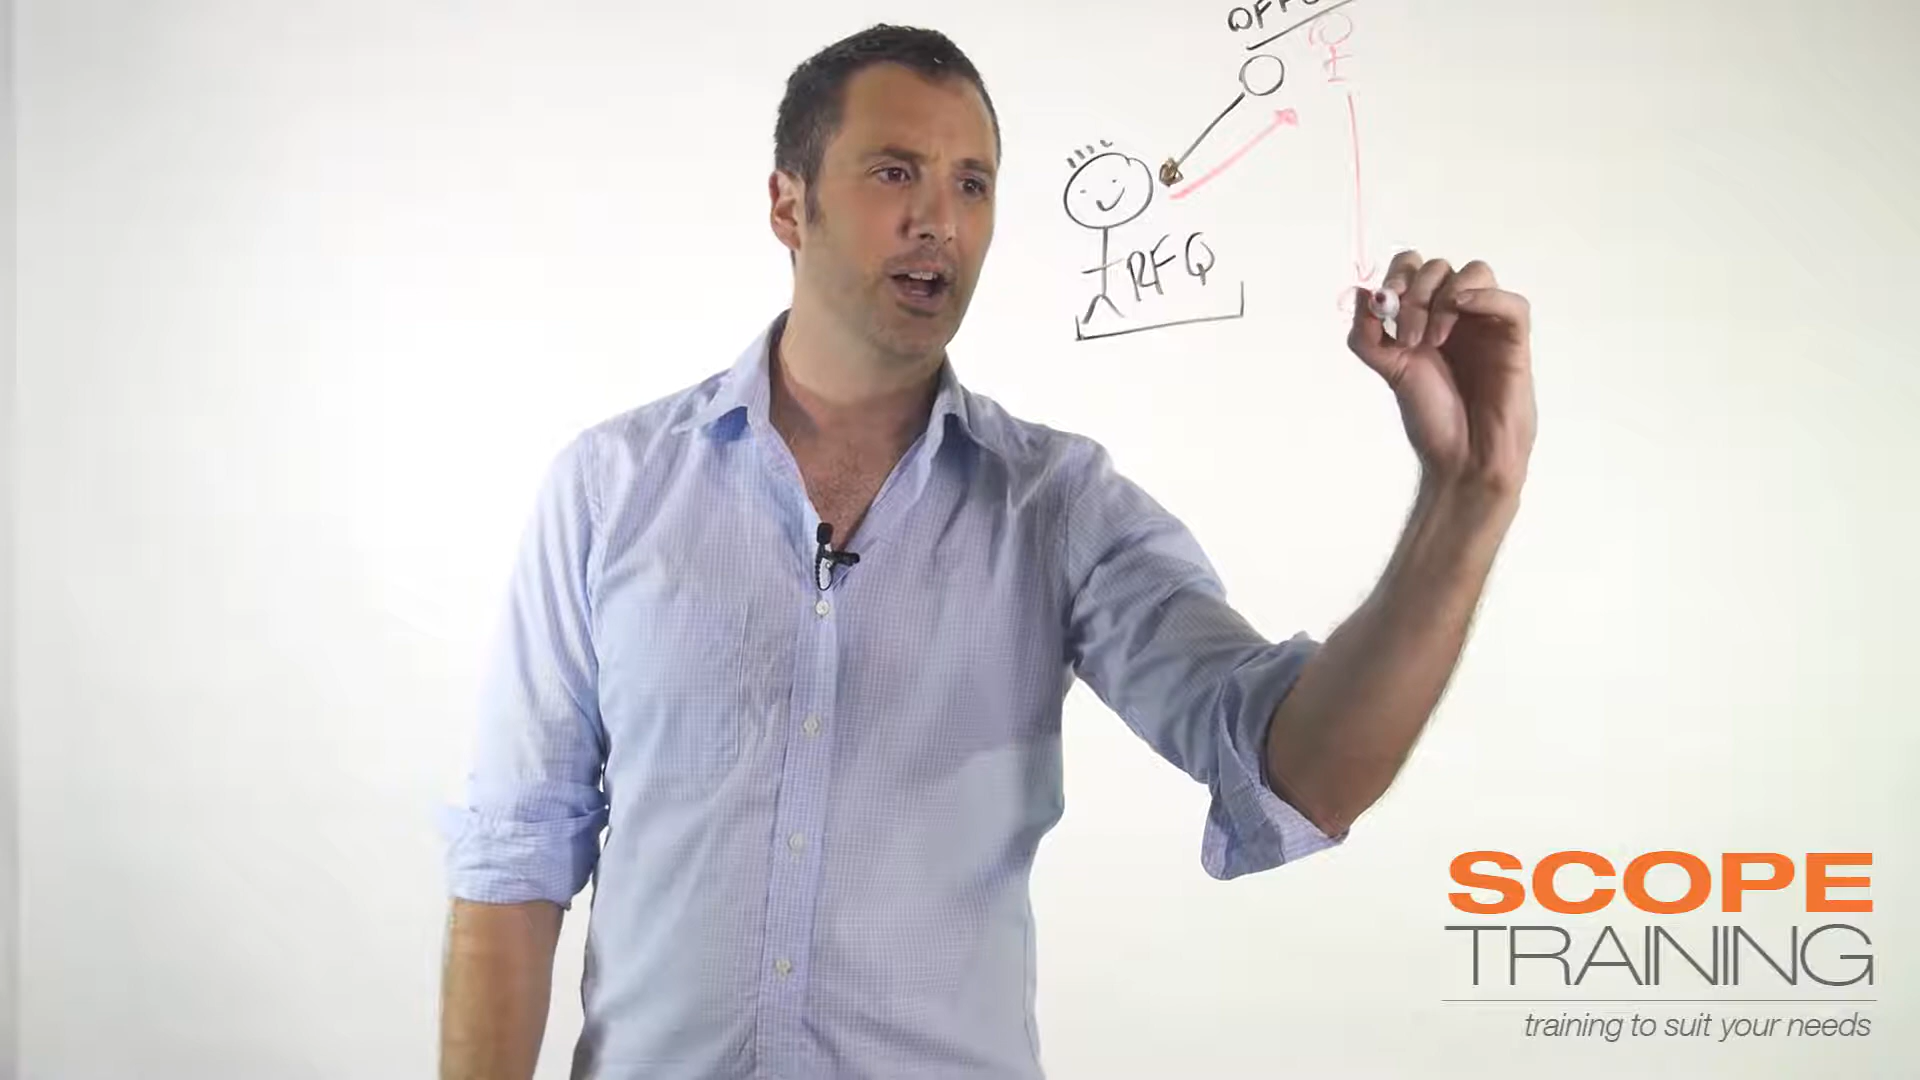 RFQ
SCOPE
TRAINING
training to suit your needs